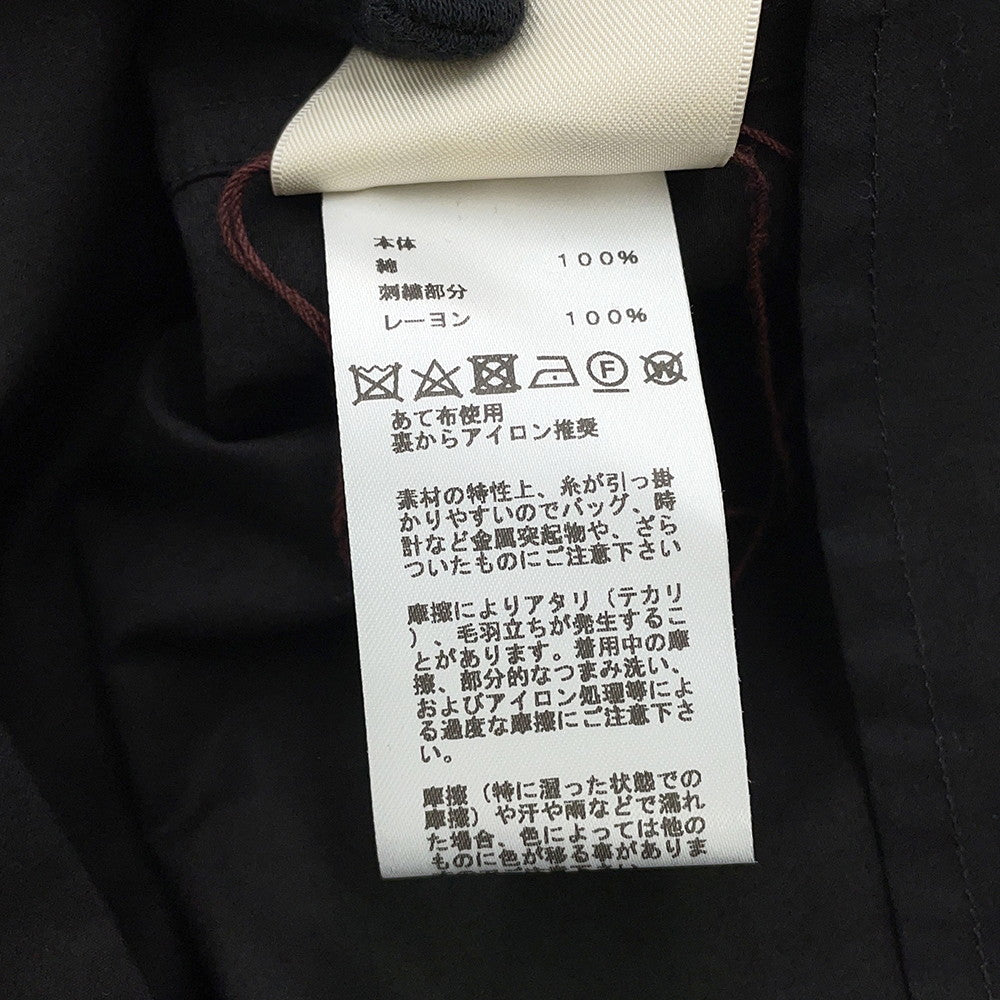 本体
綿 100%
刺繍部分
レーヨン 100%
F W
あて布使用
裏からアイロン推奨
素材の特性上、糸が引っ掛
かりやすいのでバッグ、時
計など金属突起物や、ざら
ついたものにご注意下さい
摩擦によりアタリ（テカリ
）、毛羽立ちが発生するこ
とがあります。着用中の摩
擦、部分的なつまみ洗い、
およびアイロン処理等によ
る過度な摩擦にご注意下さ
い。
摩擦（特に湿った状態での
摩擦）や汗や雨などで濡れ
た場合、色によっては他の
ものに色が移る事がありま